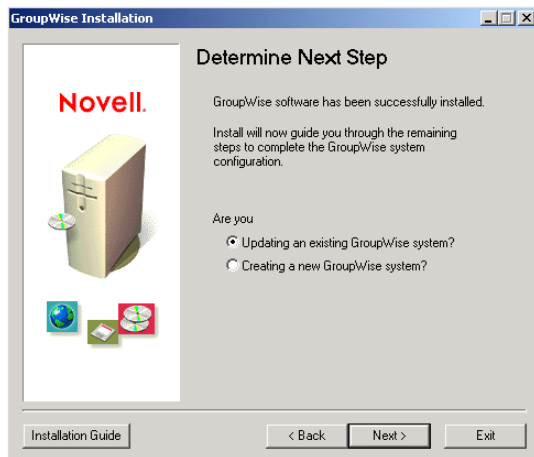 GroupWise Installation
Novell.
Determine Next Step
GroupWise software has been successfully installed.
Install will now guide you through the remaining
steps to complete the GroupWise system
configuration.
Are you
Updating an existing GroupWise system?
Creating a new GroupWise system?
Installation Guide
< Back
Next >
Exit